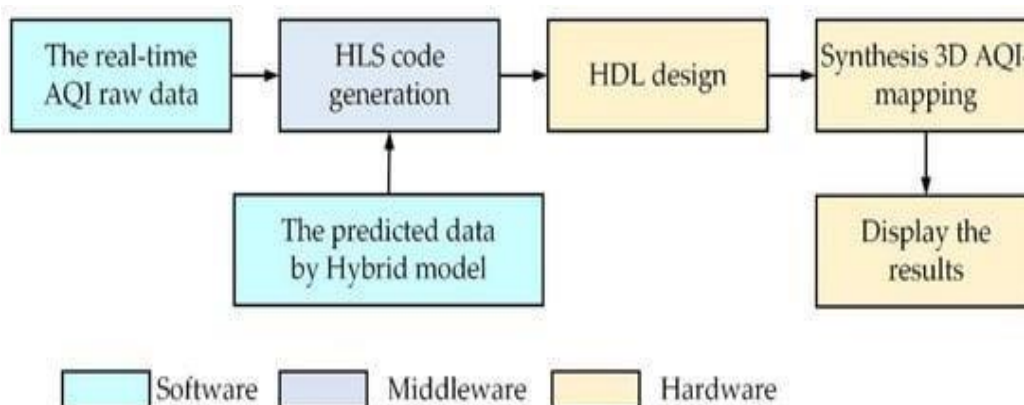 The real-time
AQI raw data
HLS code
generation
HDL design
Synthesis 3D AQI-
mapping
The predicted data
by Hybrid model
Display the
results
Software
Middleware
Hardware